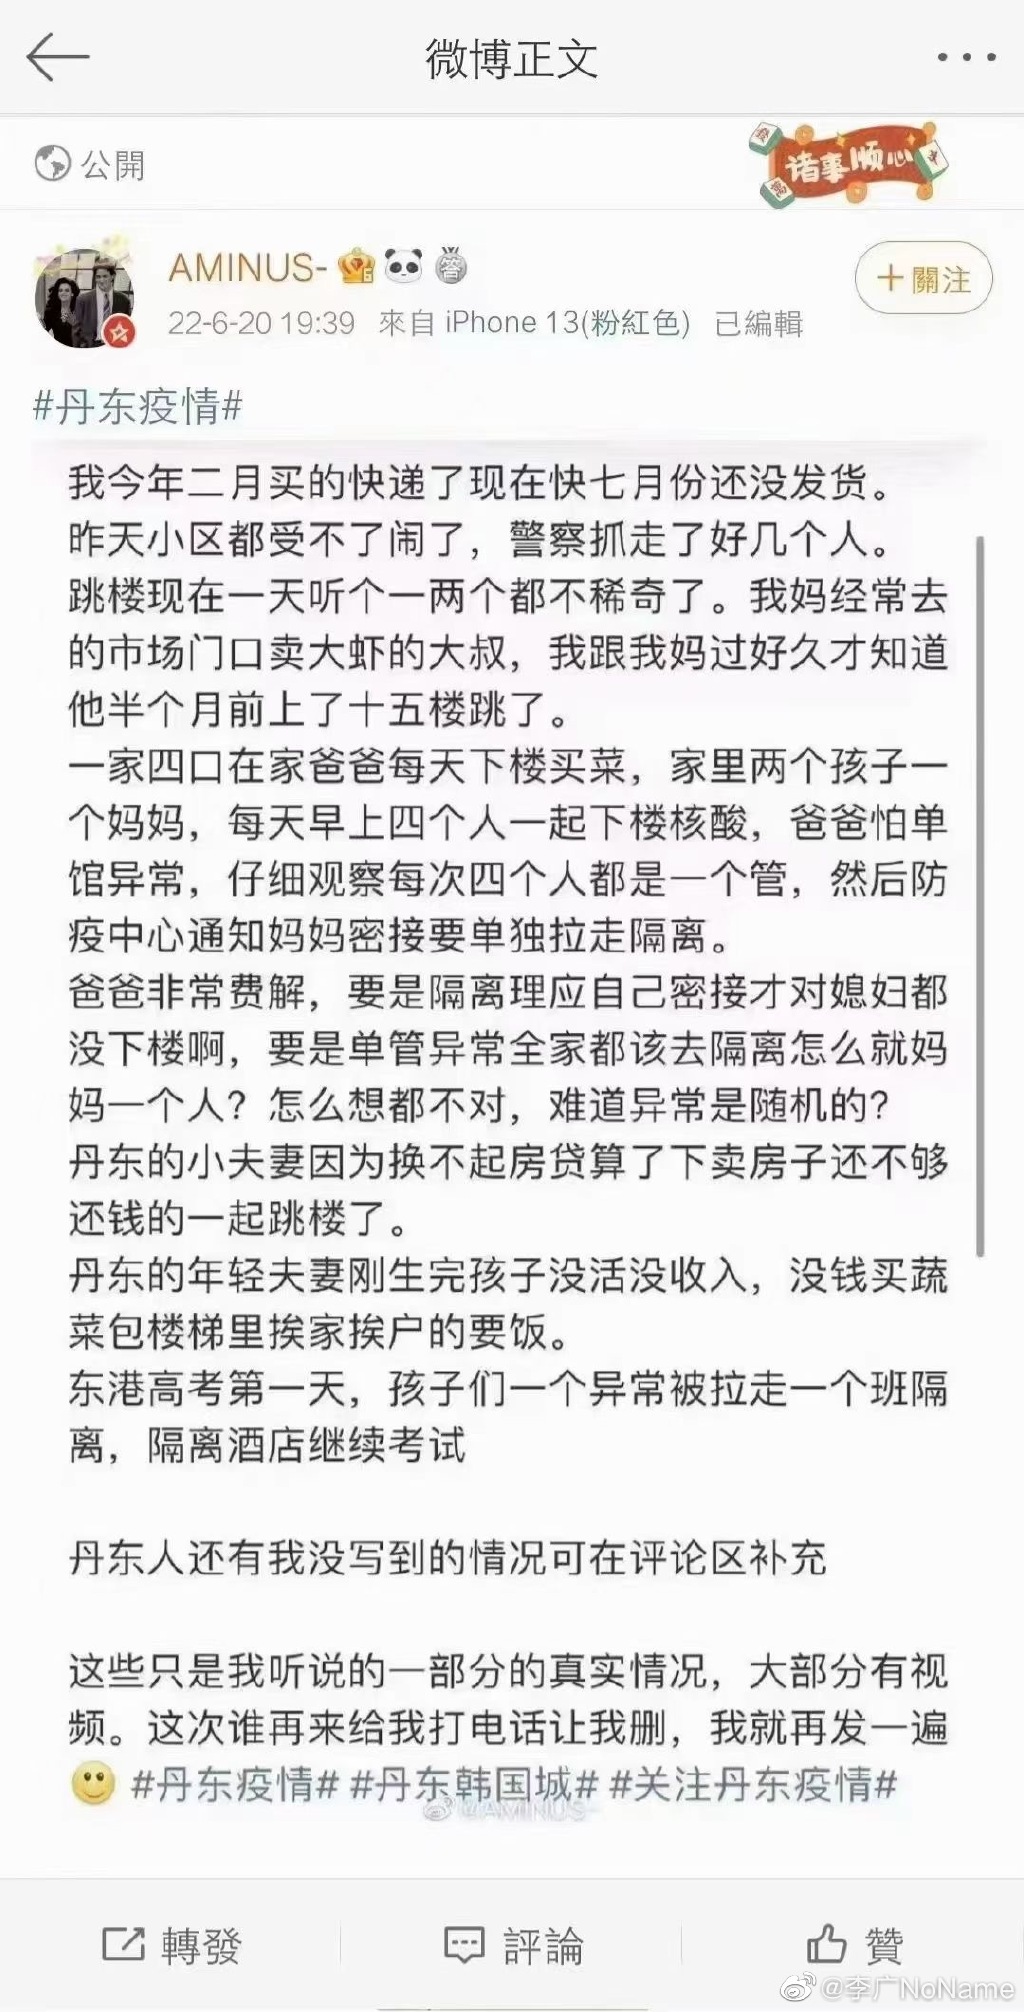 微博正文
公開
诸事顺心
AMINUS-
答
22-6-20 19:39 來自 iPhone 13(粉紅色) 已編輯
+關注
#丹东疫情#
我今年二月买的快递了现在快七月份还没发货。
昨天小区都受不了闹了，警察抓走了好几个人。
跳楼现在一天听个一两个都不稀奇了。我妈经常去
的市场门口卖大虾的大叔，我跟我妈过好久才知道
他半个月前上了十五楼跳了。
一家四口在家爸爸每天下楼买菜，家里两个孩子一
个妈妈，每天早上四个人一起下楼核酸，爸爸怕单
馆异常，仔细观察每次四个人都是一个管，然后防
疫中心通知妈妈密接要单独拉走隔离。
爸爸非常费解，要是隔离理应自己密接才对媳妇都
没下楼啊，要是单管异常全家都该去隔离怎么就妈
妈一个人？怎么想都不对，难道异常是随机的？
丹东的小夫妻因为换不起房贷算了下卖房子还不够
还钱的一起跳楼了。
丹东的年轻夫妻刚生完孩子没活没收入，没钱买蔬
菜包楼梯里挨家挨户的要饭。
东港高考第一天，孩子们一个异常被拉走一个班隔
离，隔离酒店继续考试
丹东人还有我没写到的情况可在评论区补充
这些只是我听说的一部分的真实情况，大部分有视
频。这次谁再来给我打电话让我删，我就再发一遍
#丹东疫情# #丹东韩国城# #关注丹东疫情#
@AMINUS-
轉發
評論
贊
@李广NoName